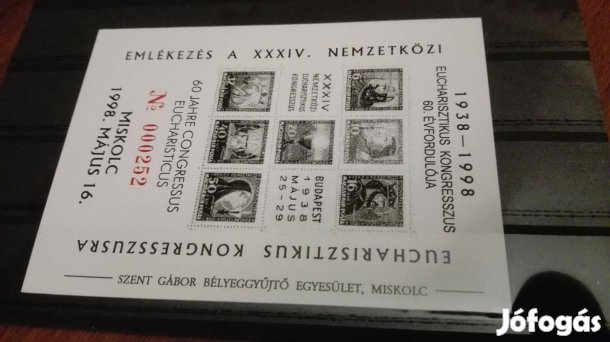 EMLÉKEZÉS A XXXIV. NEMZETKÖZI
EUCHARISZTIKUS KONGRESSZUSRA
60 JAHRE CONGRESSUS
EUCHARISTICUS
№ 000252
MISKOLC
1998. MÁJUS 16.
XXXIV
NEMZETKÖZI
EUCHARISZTIKUS
KONGRESSZUS
BUDAPEST
1938
MÁJUS
25-29
1938-1998
EUCHARISZTIKUS KONGRESSZUS
60 ÉVFORDULÓJA
SZENT GÁBOR BÉLYEGGYŰJTŐ EGYESÜLET, MISKOLC
Jófogás